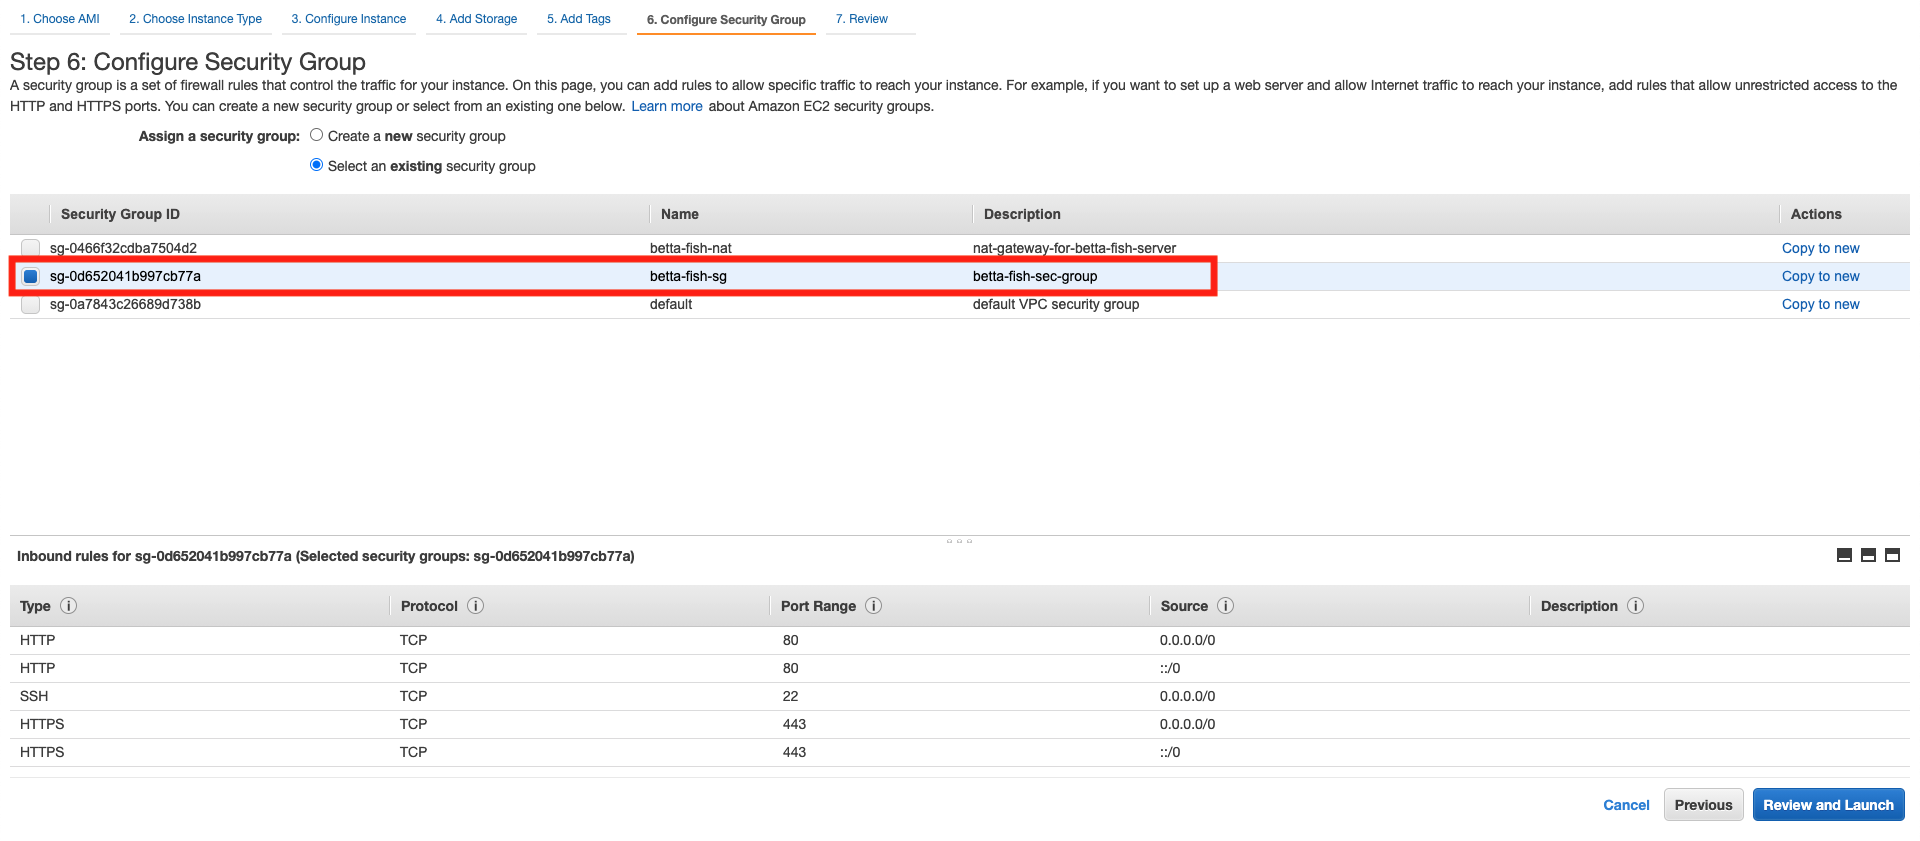 1. Choose AMI 2. Choose Instance Type 3. Configure Instance 4. Add Storage 5. Add Tags 6. Configure Security Group 7. Review
Step 6: Configure Security Group
A security group is a set of firewall rules that control the traffic for your instance. On this page, you can add rules to allow specific traffic to reach your instance. For example, if you want to set up a web server and allow Internet traffic to reach your instance, add rules that allow unrestricted access to the
HTTP and HTTPS ports. You can create a new security group or select from an existing one below. Learn more about Amazon EC2 security groups.
Assign a security group: Create a new security group
Select an existing security group
Security Group ID Name Description Actions
sg-0466f32cdba7504d2 betta-fish-nat nat-gateway-for-betta-fish-server Copy to new
sg-0d652041b997cb77a betta-fish-sg betta-fish-sec-group Copy to new
sg-0a7843c26689d738b default default VPC security group Copy to new
Inbound rules for sg-0d652041b997cb77a (Selected security groups: sg-0d652041b997cb77a)
Type i Protocol i Port Range i Source i Description i
HTTP TCP 80 0.0.0.0/0
HTTP TCP 80 ::/0
SSH TCP 22 0.0.0.0/0
HTTPS TCP 443 0.0.0.0/0
HTTPS TCP 443 ::/0
Cancel Previous Review and Launch